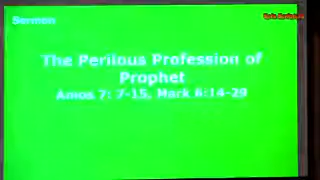 Sermon
The Perilous Profession of
Prophet
Amos 7: 7-15, Mark 6:14-29